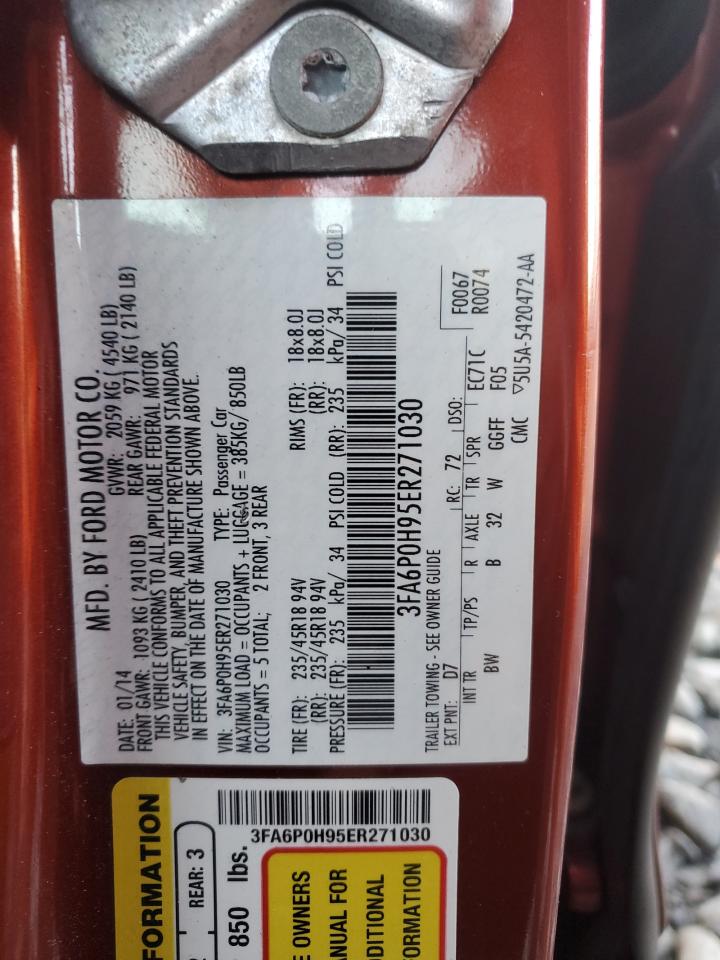 MFD. BY FORD MOTOR CO.
DATE: 01/14 GVWR: 2059 KG ( 4540 LB)
FRONT GAWR: 1093 KG ( 2410 LB) REAR GAWR: 971 KG ( 2140 LB)
THIS VEHICLE CONFORMS TO ALL APPLICABLE FEDERAL MOTOR
VEHICLE SAFETY, BUMPER, AND THEFT PREVENTION STANDARDS
IN EFFECT ON THE DATE OF MANUFACTURE SHOWN ABOVE.
VIN: 3FA6P0H95ER271030 TYPE: Passenger Car
MAXIMUM LOAD = OCCUPANTS + LUGGAGE = 385KG/ 850LB
OCCUPANTS = 5 TOTAL; 2 FRONT, 3 REAR
TIRE (FR): 235/45R18 94V RIMS (FR): 18x8.0J
(RR): 235/45R18 94V (RR): 18x8.0J
PRESSURE (FR): 235 kPa/ 34 PSI COLD (RR): 235 kPa/ 34 PSI COLD
3FA6P0H95ER271030
TRAILER TOWING - SEE OWNER GUIDE
F0067
R0074
EXT PNT: D7 RC: 72 DSO: EC71C
INT TR TP/PS R AXLE TR SPR F05
BW B 32 W GGFF
CMC ▽5U5A-5420472-AA
FORMATION
REAR: 3
850 lbs.
3FA6P0H95ER271030
OWNERS
ANUAL FOR
DITIONAL
FORMATION